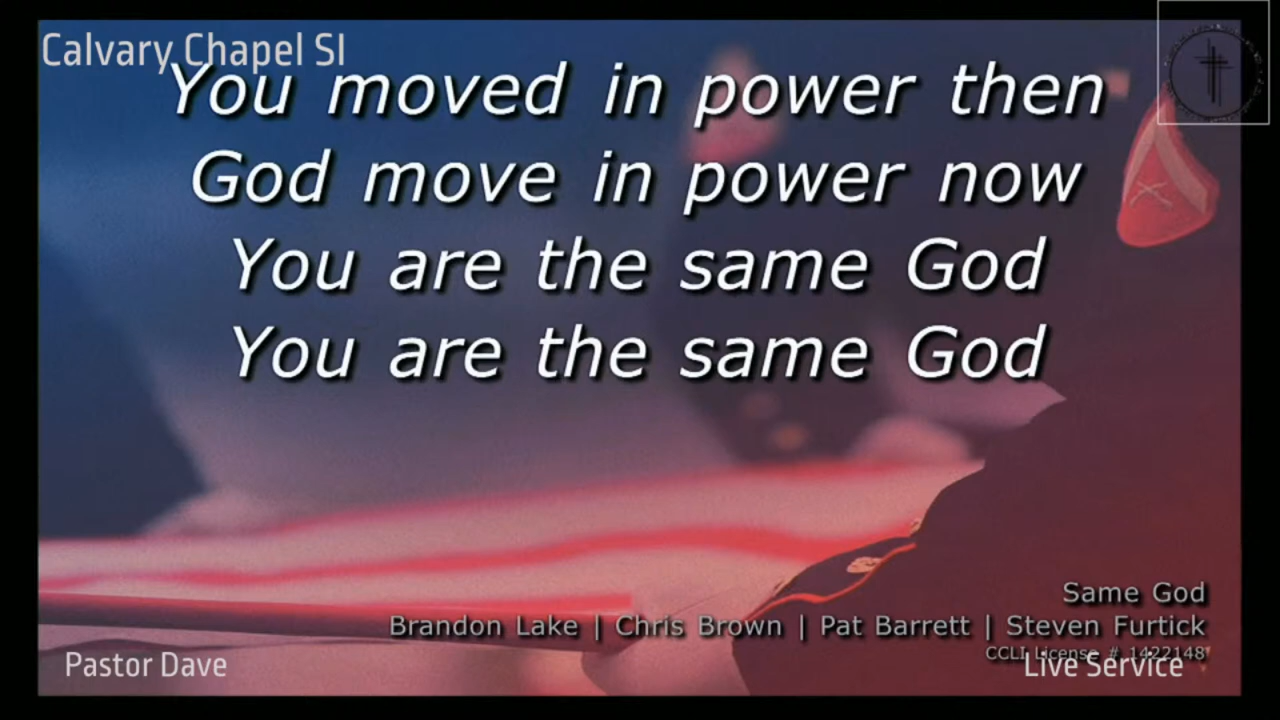 Calvary Chapel SI
You moved in power then
God move in power now
You are the same God
You are the same God
Same God
Brandon Lake | Chris Brown | Pat Barrett | Steven Furtick
CCLI License # 1422148
Pastor Dave
Live Service